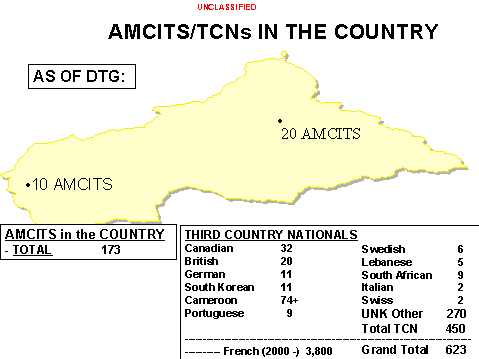 UNCLASSIFIED
AMCITS/TCNs IN THE COUNTRY
AS OF DTG:
20 AMCITS
10 AMCITS
AMCITS in the COUNTRY
- TOTAL 173
THIRD COUNTRY NATIONALS
Canadian 32
British 20
German 11
South Korean 11
Cameroon 74+
Portuguese 9
Swedish 6
Lebanese 5
South African 9
Italian 2
Swiss 2
UNK Other 270
Total TCN 450
------- French (2000 -) 3,800
Grand Total 623